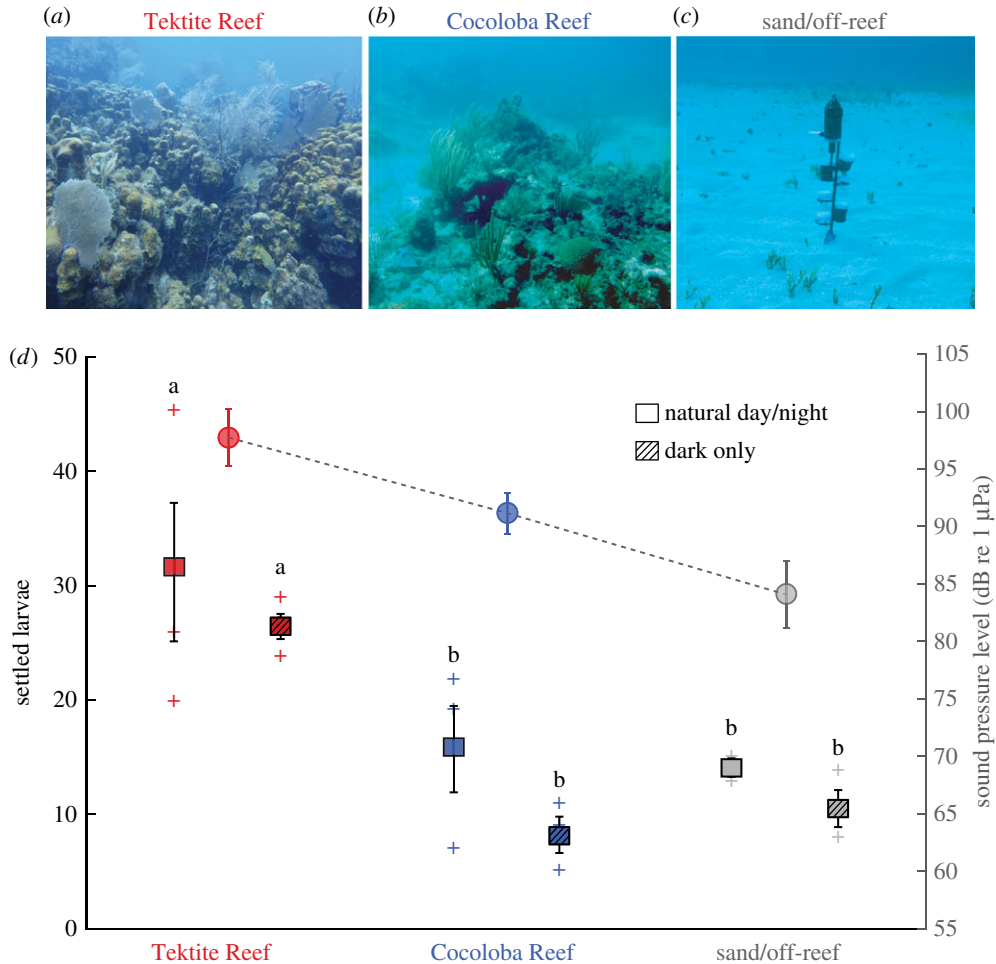 (a) Tektite Reef
(b) Cocoloba Reef
(c) sand/off-reef
(d)
50
40
30
20
10
0
settled larvae
105
100
95
90
85
80
75
70
65
60
55
sound pressure level (dB re 1 µPa)
natural day/night
dark only
a
a
b
b
b
b
Tektite Reef
Cocoloba Reef
sand/off-reef